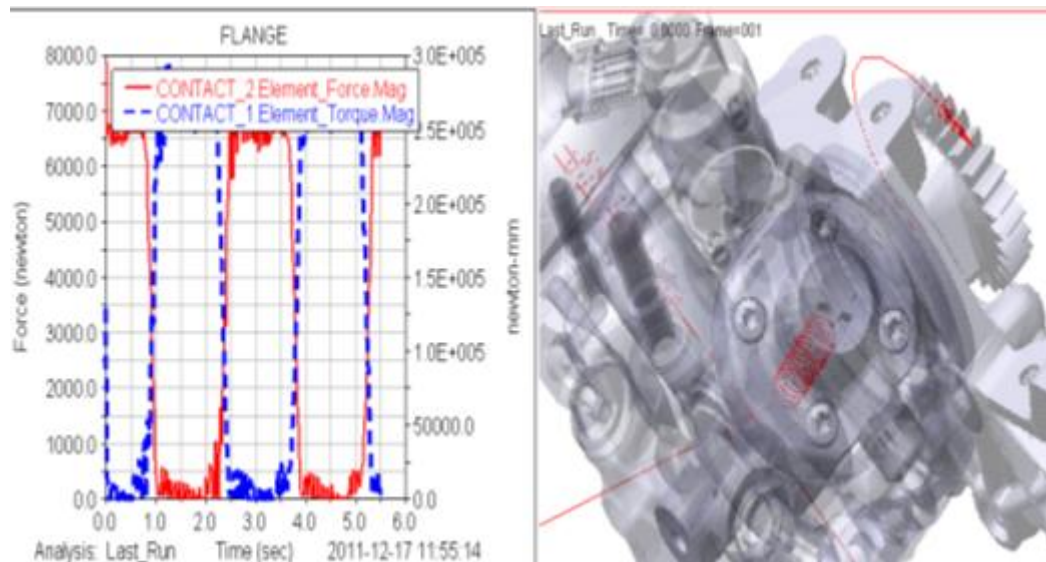 FLANGE
8000.0
7000.0
6000.0
5000.0
4000.0
3000.0
2000.0
1000.0
0.0
Force (newton)
CONTACT_2.Element_Force.Mag
CONTACT_1.Element_Torque.Mag
3.0E+005
2.5E+005
2.0E+005
1.5E+005
1.0E+005
50000.0
0.0
newton-mm
0.0 1.0 2.0 3.0 4.0 5.0 6.0
Analysis: Last_Run Time (sec) 2011-12-17 11:55:14
Last_Run Time= 0.0000 Frame=001